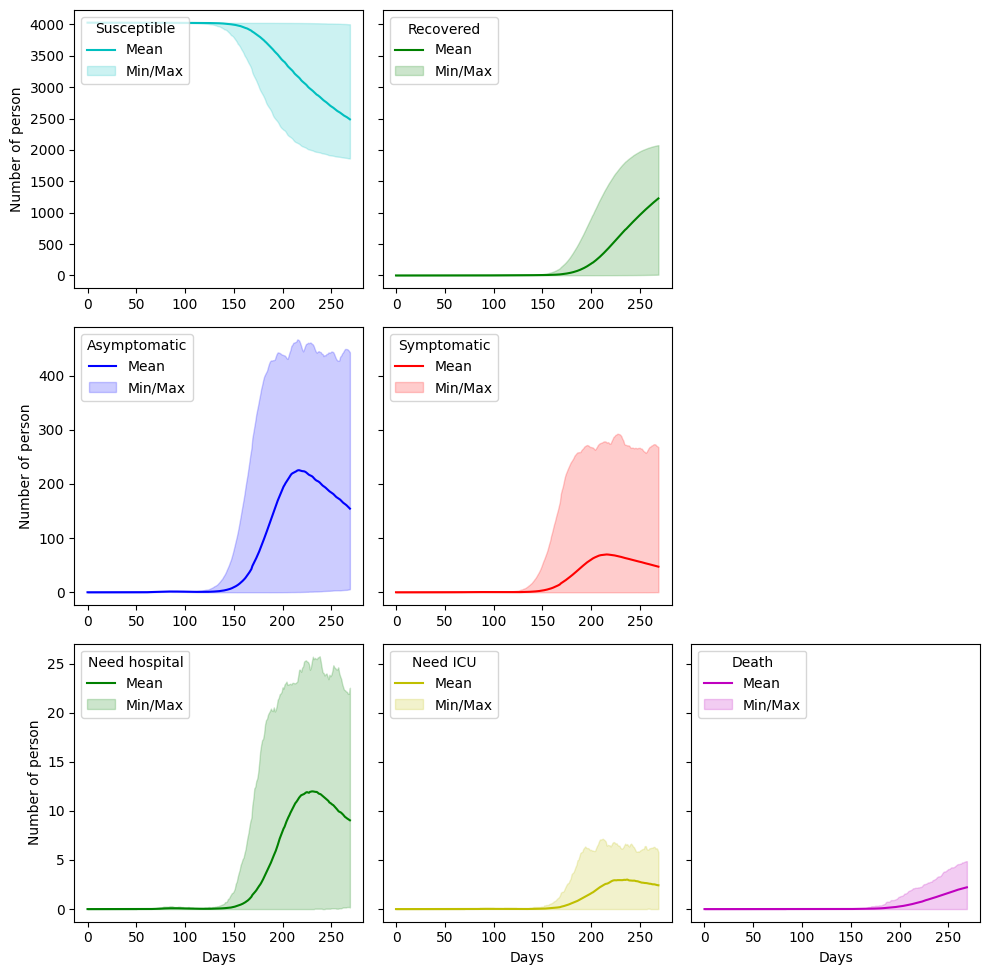 Susceptible
Mean
Min/Max
Number of person
4000
3500
3000
2500
2000
1500
1000
500
0
0 50 100 150 200 250
Recovered
Mean
Min/Max
0 50 100 150 200 250
Asymptomatic
Mean
Min/Max
Number of person
400
300
200
100
0
0 50 100 150 200 250
Symptomatic
Mean
Min/Max
0 50 100 150 200 250
Need hospital
Mean
Min/Max
Number of person
25
20
15
10
5
0
0 50 100 150 200 250
Days
Need ICU
Mean
Min/Max
0 50 100 150 200 250
Days
Death
Mean
Min/Max
0 50 100 150 200 250
Days